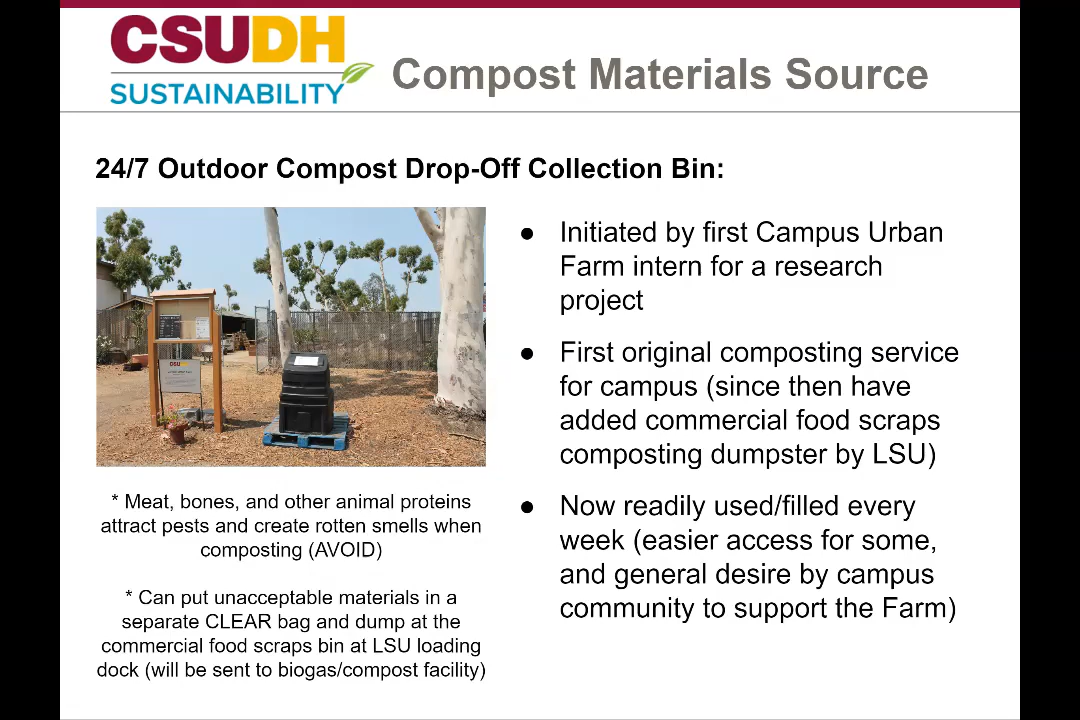 CSUDH
SUSTAINABILITY
Compost Materials Source
24/7 Outdoor Compost Drop-Off Collection Bin:
CSUDH
* Meat, bones, and other animal proteins
attract pests and create rotten smells when
composting (AVOID)
* Can put unacceptable materials in a
separate CLEAR bag and dump at the
commercial food scraps bin at LSU loading
dock (will be sent to biogas/compost facility)
● Initiated by first Campus Urban
Farm intern for a research
project
● First original composting service
for campus (since then have
added commercial food scraps
composting dumpster by LSU)
● Now readily used/filled every
week (easier access for some,
and general desire by campus
community to support the Farm)